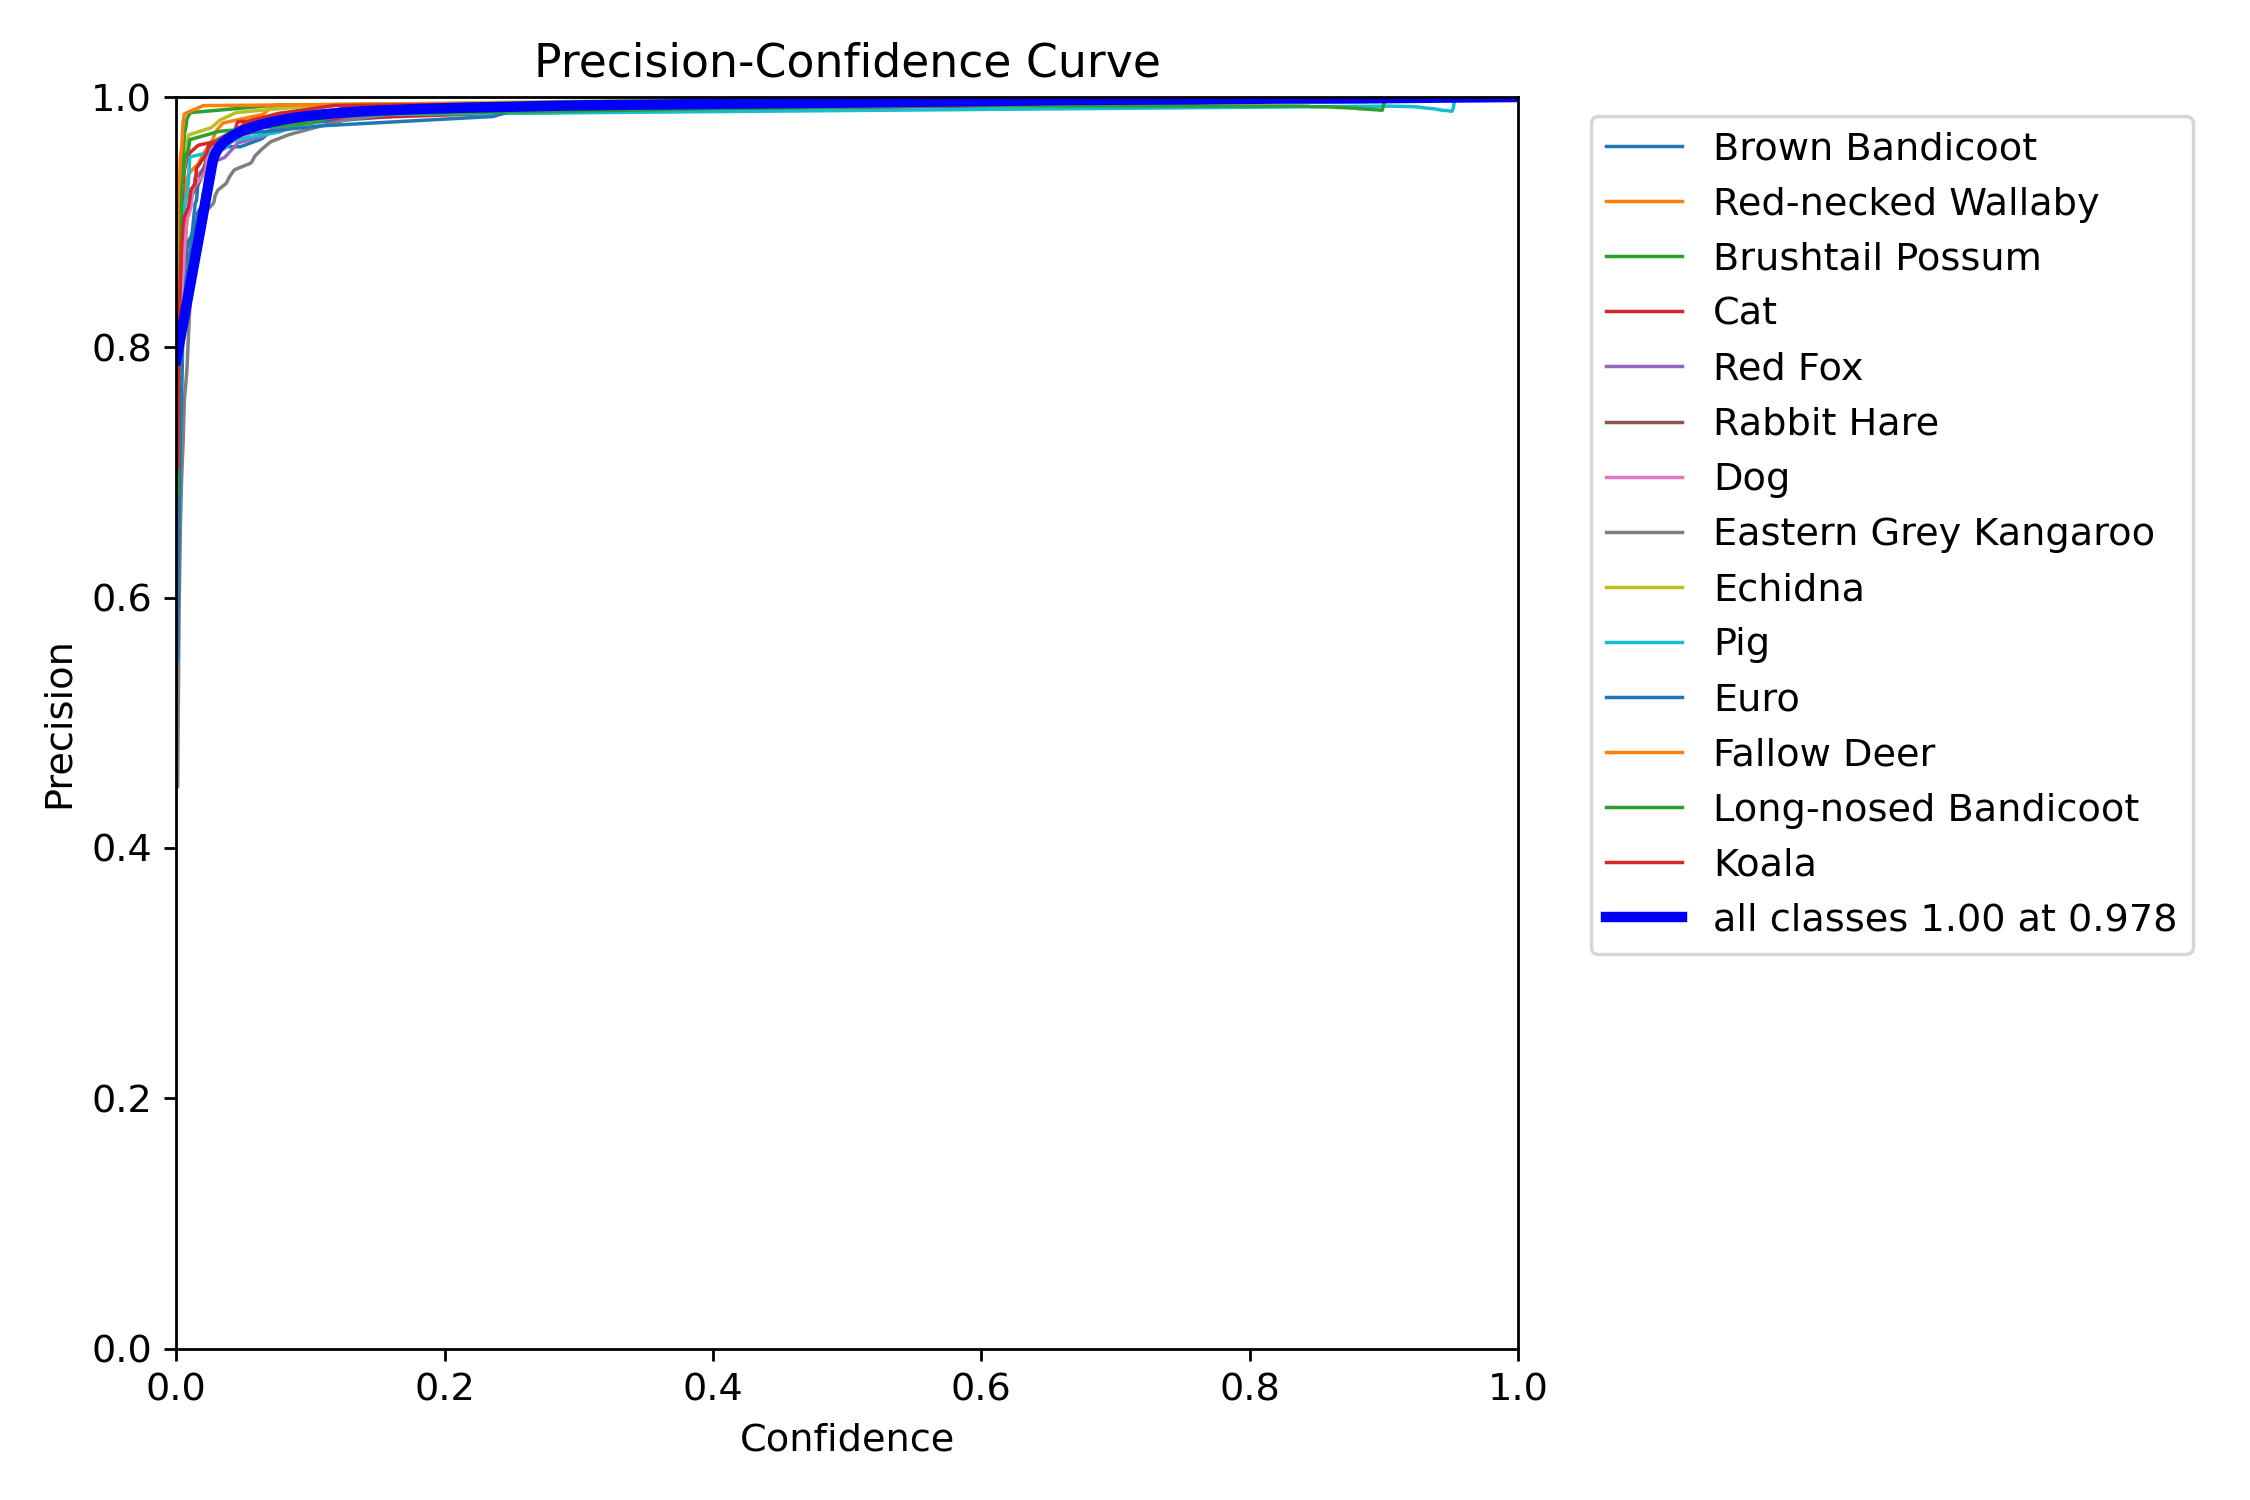 Precision-Confidence Curve
1.0
0.8
0.6
0.4
0.2
0.0
Precision
0.0 0.2 0.4 0.6 0.8 1.0
Confidence
Brown Bandicoot
Red-necked Wallaby
Brushtail Possum
Cat
Red Fox
Rabbit Hare
Dog
Eastern Grey Kangaroo
Echidna
Pig
Euro
Fallow Deer
Long-nosed Bandicoot
Koala
all classes 1.00 at 0.978